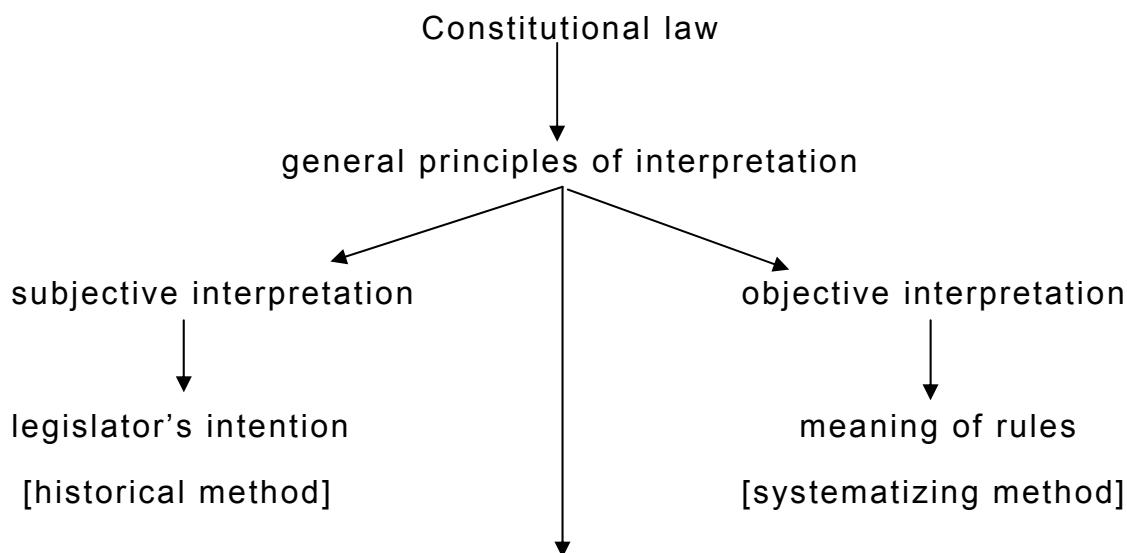 Constitutional law
general principles of interpretation
subjective interpretation
objective interpretation
legislator’s intention
meaning of rules
[historical method]
[systematizing method]